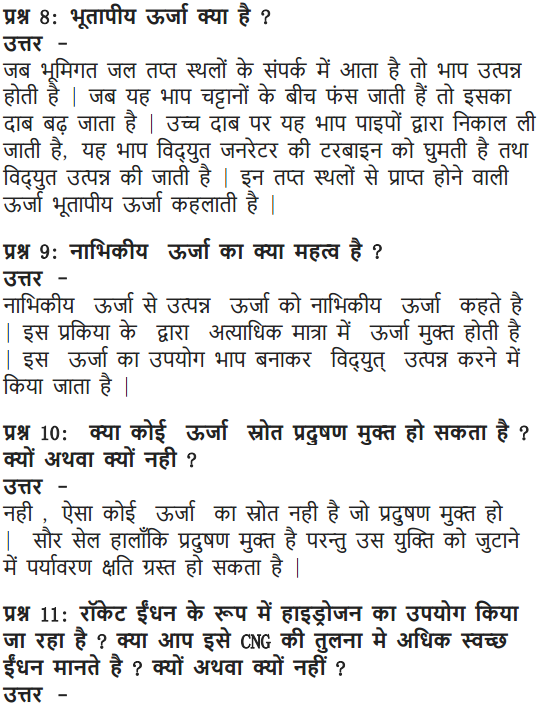 प्रश्न 8: भूतापीय ऊर्जा क्या है ?
उत्तर -
जब भूमिगत जल तप्त स्थलों के संपर्क में आता है तो भाप उत्पन्न
होती है | जब यह भाप चट्टानों के बीच फंस जाती हैं तो इसका
दाब बढ़ जाता है | उच्च दाब पर यह भाप पाइपों द्वारा निकाल ली
जाती है, यह भाप विद्युत जनरेटर की टरबाइन को घुमती है तथा
विद्युत उत्पन्न की जाती है | इन तप्त स्थलों से प्राप्त होने वाली
ऊर्जा भूतापीय ऊर्जा कहलाती है |
प्रश्न 9: नाभिकीय ऊर्जा का क्या महत्व है ?
उत्तर -
नाभिकीय ऊर्जा से उत्पन्न ऊर्जा को नाभिकीय ऊर्जा कहते है
| इस प्रकिया के द्वारा अत्याधिक मात्रा में ऊर्जा मुक्त होती है
| इस ऊर्जा का उपयोग भाप बनाकर विद्युत् उत्पन्न करने में
किया जाता है |
प्रश्न 10: क्या कोई ऊर्जा स्रोत प्रदुषण मुक्त हो सकता है ?
क्यों अथवा क्यों नही ?
उत्तर -
नही , ऐसा कोई ऊर्जा का स्रोत नही है जो प्रदुषण मुक्त हो
| सौर सेल हालाँकि प्रदुषण मुक्त है परन्तु उस युक्ति को जुटाने
में पर्यावरण क्षति ग्रस्त हो सकता है |
प्रश्न 11: रॉकेट ईंधन के रूप में हाइड्रोजन का उपयोग किया
जा रहा है ? क्या आप इसे CNG की तुलना मे अधिक स्वच्छ
ईंधन मानते है ? क्यों अथवा क्यों नहीं ?
उत्तर -